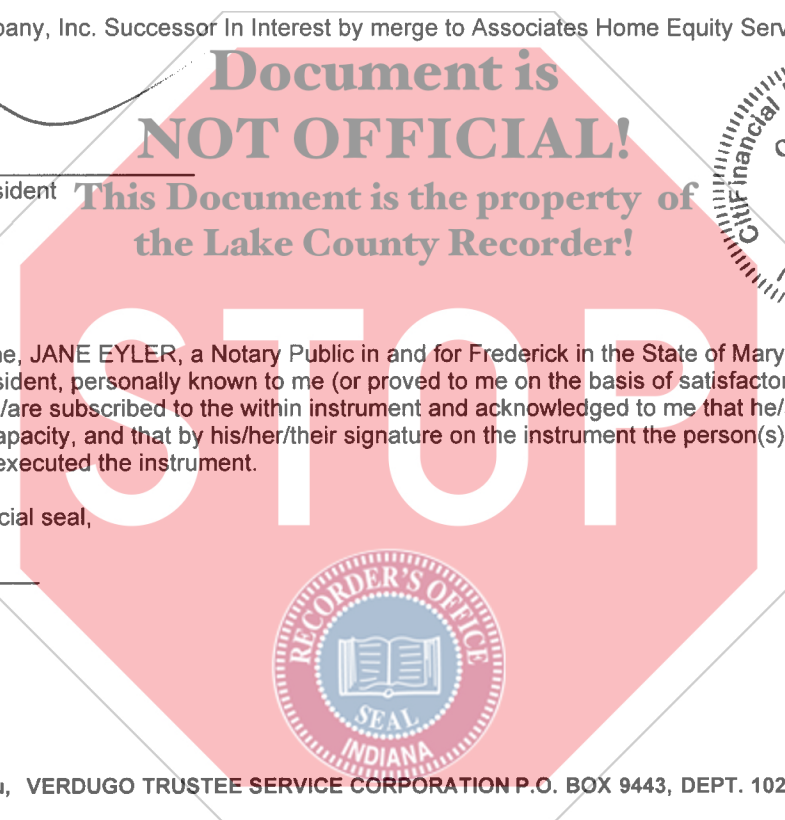 pany, Inc. Successor In Interest by merge to Associates Home Equity Serv
Document is
NOT OFFICIAL!
CitiFinancial
sident
This Document is the property of
the Lake County Recorder!
STOP
ne, JANE EYLER, a Notary Public in and for Frederick in the State of Mary
sident, personally known to me (or proved to me on the basis of satisfactor
/are subscribed to the within instrument and acknowledged to me that he/
apacity, and that by his/her/their signature on the instrument the person(s)
executed the instrument.
cial seal,
RECORDER'S OFFICE
SEAL
INDIANA
u, VERDUGO TRUSTEE SERVICE CORPORATION P.O. BOX 9443, DEPT. 102